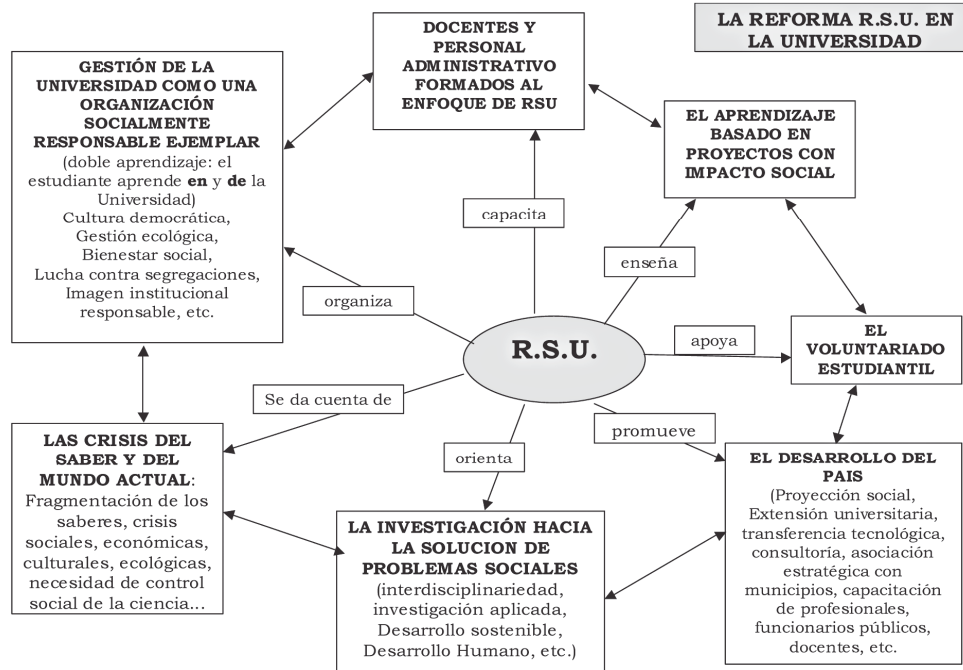 LA REFORMA R.S.U. EN
LA UNIVERSIDAD
DOCENTES Y
PERSONAL
ADMINISTRATIVO
FORMADOS AL
ENFOQUE DE RSU
GESTIÓN DE LA
UNIVERSIDAD COMO UNA
ORGANIZACIÓN
SOCIALMENTE
RESPONSABLE EJEMPLAR
(doble aprendizaje: el
estudiante aprende en y de la
Universidad)
Cultura democrática,
Gestión ecológica,
Bienestar social,
Lucha contra segregaciones,
Imagen institucional
responsable, etc.
EL APRENDIZAJE
BASADO EN
PROYECTOS CON
IMPACTO SOCIAL
capacita
enseña
organiza
R.S.U.
apoya
EL
VOLUNTARIADO
ESTUDIANTIL
Se da cuenta de
promueve
orienta
LAS CRISIS DEL
SABER Y DEL
MUNDO ACTUAL:
Fragmentación de los
saberes, crisis
sociales, económicas,
culturales, ecológicas,
necesidad de control
social de la ciencia...
LA INVESTIGACIÓN HACIA
LA SOLUCION DE
PROBLEMAS SOCIALES
(interdisciplinariedad,
investigación aplicada,
Desarrollo sostenible,
Desarrollo Humano, etc.)
EL DESARROLLO DEL
PAIS
(Proyección social,
Extensión universitaria,
transferencia tecnológica,
consultoría, asociación
estratégica con
municipios, capacitación
de profesionales,
funcionarios públicos,
docentes, etc.